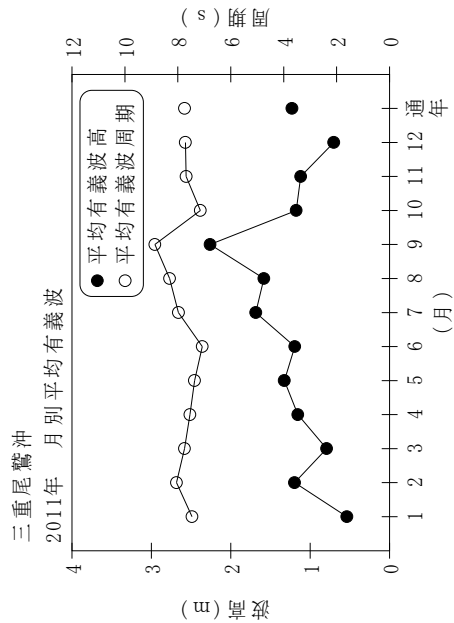 三重尾鷲沖
2011年 月別平均有義波
平均有義波高
平均有義波周期
波高(m)
4
3
2
1
0
周期(s)
12
10
8
6
4
2
0
1 2 3 4 5 6 7 8 9 10 11 12 通年
(月)